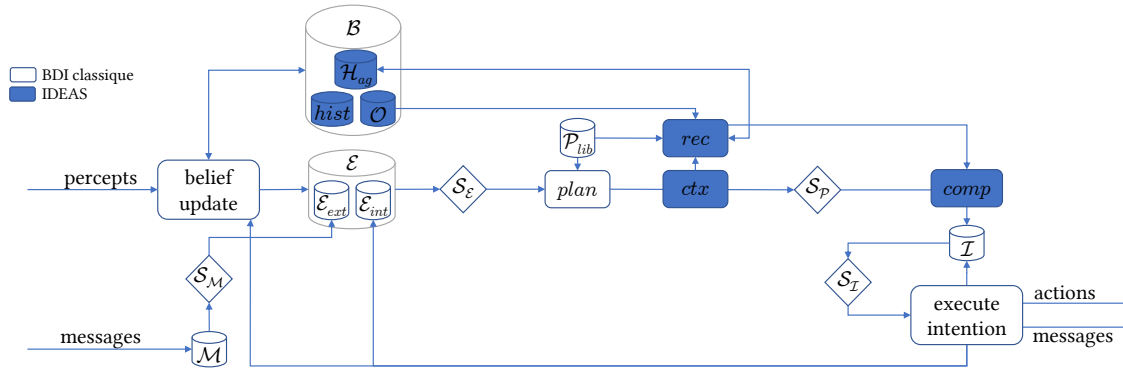 BDI classique
IDEAS
ℬ
ℋ_ag
hist
𝒪
𝒫_lib
rec
percepts
belief
update
ℰ
ℰ_ext
ℰ_int
𝒮_ℰ
plan
ctx
𝒮_𝒫
comp
𝒮_ℳ
ℐ
𝒮_ℐ
execute
intention
actions
messages
messages
ℳ